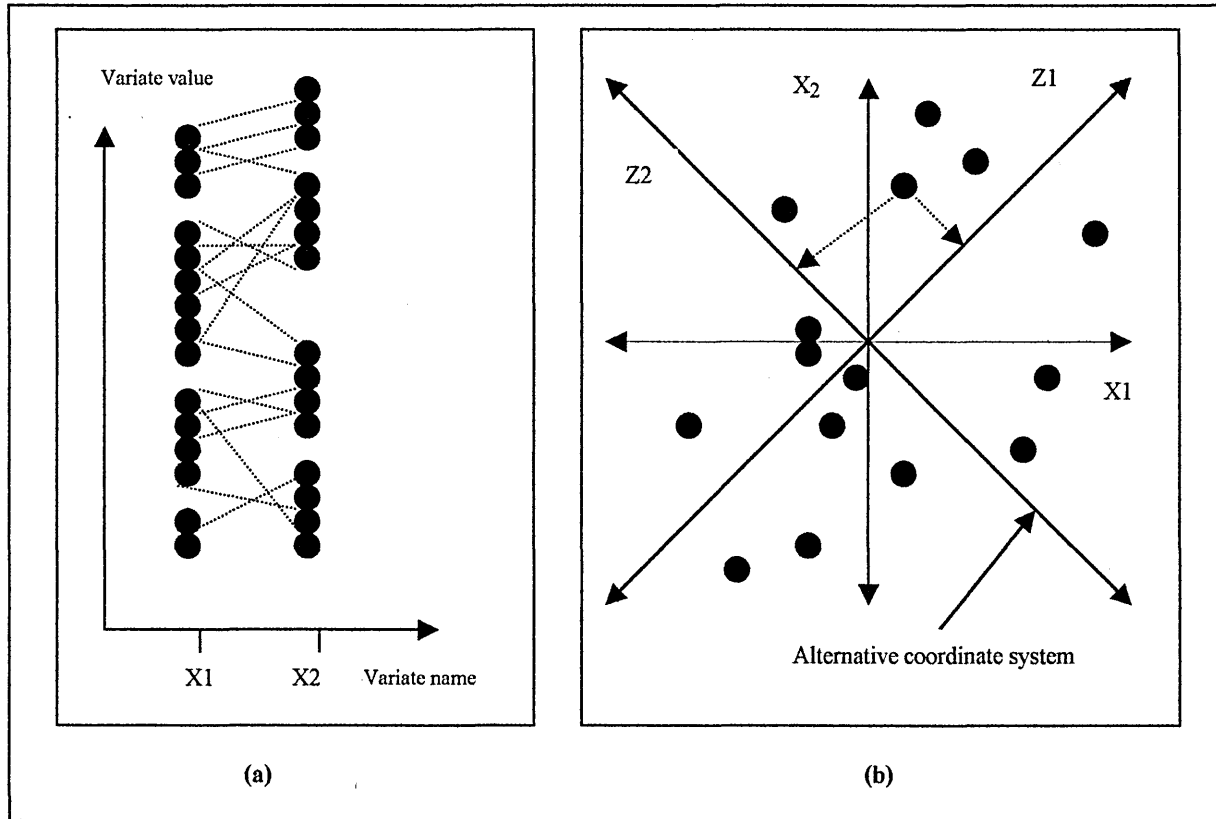 Variate value
X1
X2
Variate name
(a)
X2
Z1
Z2
X1
Alternative coordinate system
(b)